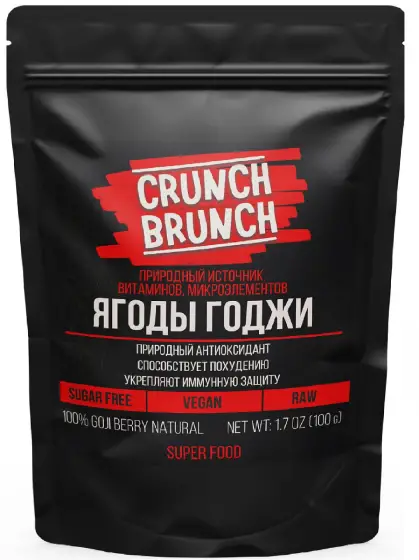 CRUNCH
BRUNCH
ПРИРОДНЫЙ ИСТОЧНИК
ВИТАМИНОВ, МИКРОЭЛЕМЕНТОВ
ЯГОДЫ ГОДЖИ
ПРИРОДНЫЙ АНТИОКСИДАНТ
СПОСОБСТВУЕТ ПОХУДЕНИЮ
УКРЕПЛЯЮТ ИММУННУЮ ЗАЩИТУ
SUGAR FREE VEGAN RAW
100% GOJI BERRY NATURAL NET WT: 1.7 OZ (100 g)
SUPER FOOD